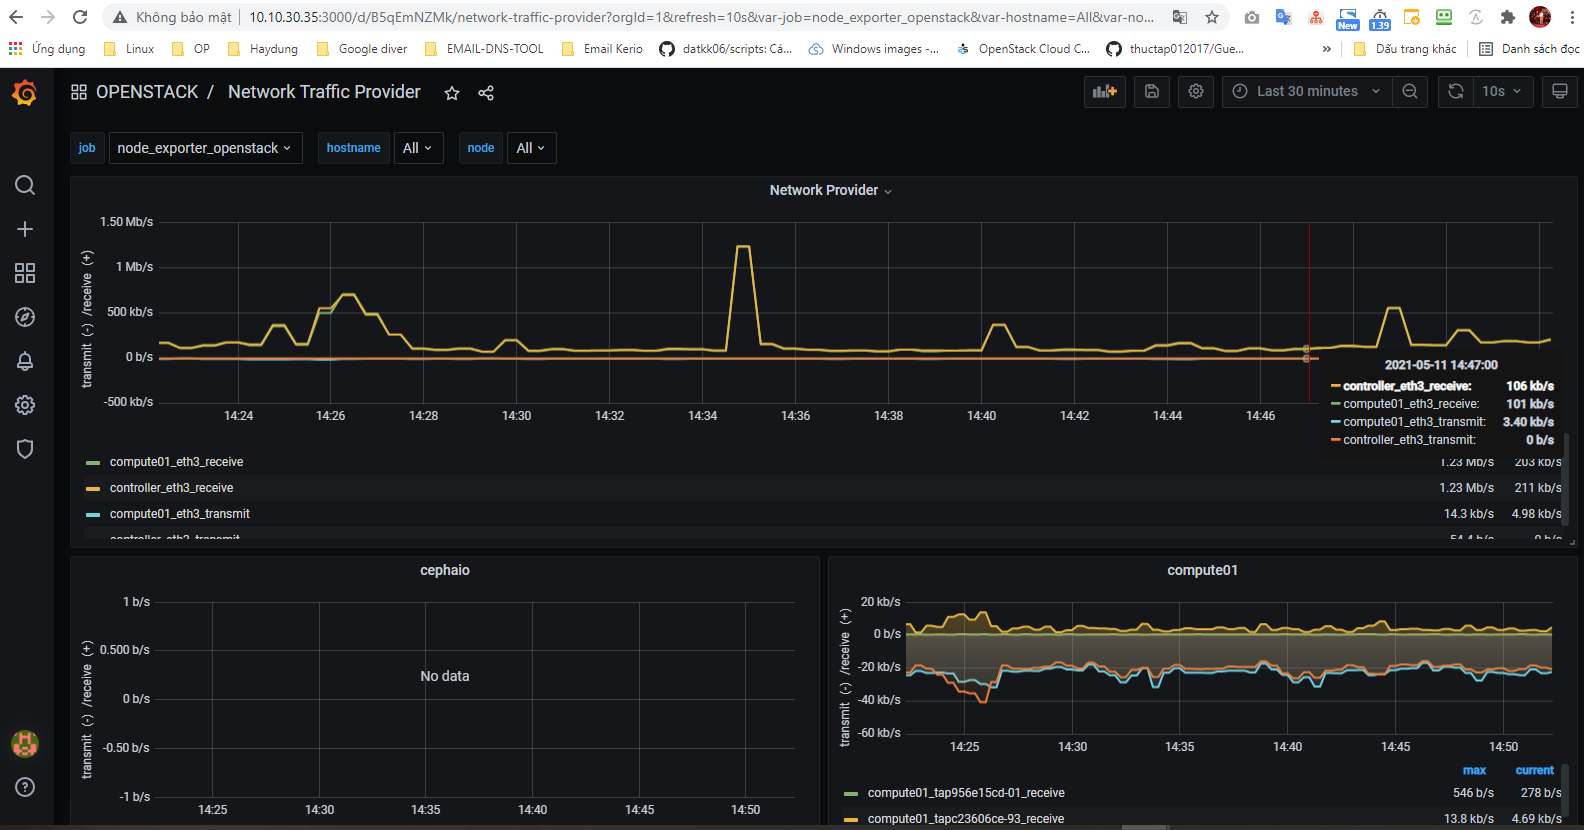 Không bảo mật
10.10.30.35:3000/d/B5qEmNZMk/network-traffic-provider?orgId=1&refresh=10s&var-job=node_exporter_openstack&var-hostname=All&var-no...
New
1.39
Ứng dụng
Linux
OP
Haydung
Google diver
EMAIL-DNS-TOOL
Email Kerio
datkk06/scripts: Cá...
Windows images -...
OpenStack Cloud C...
thuctap012017/Gue...
»
Dấu trang khác
Danh sách đọc
OPENSTACK / Network Traffic Provider
Last 30 minutes
10s
job
node_exporter_openstack
hostname
All
node
All
Network Provider
transmit (-) /receive (+)
1.50 Mb/s
1 Mb/s
500 kb/s
0 b/s
-500 kb/s
14:24 14:26 14:28 14:30 14:32 14:34 14:36 14:38 14:40 14:42 14:44 14:46
2021-05-11 14:47:00
controller_eth3_receive: 106 kb/s
compute01_eth3_receive: 101 kb/s
compute01_eth3_transmit: 3.40 kb/s
controller_eth3_transmit: 0 b/s
compute01_eth3_receive 1.23 Mb/s 203 kb/s
controller_eth3_receive 1.23 Mb/s 211 kb/s
compute01_eth3_transmit 14.3 kb/s 4.98 kb/s
controller_eth3_transmit 54.4 b/s 0 b/s
cephaio
transmit (-) /receive (+)
1 b/s
0.500 b/s
0 b/s
-0.50 b/s
-1 b/s
No data
14:25 14:30 14:35 14:40 14:45 14:50
compute01
transmit (-) /receive (+)
20 kb/s
0 b/s
-20 kb/s
-40 kb/s
-60 kb/s
14:25 14:30 14:35 14:40 14:45 14:50
max current
compute01_tap956e15cd-01_receive 546 b/s 278 b/s
compute01_tapc23606ce-93_receive 13.8 kb/s 4.69 kb/s